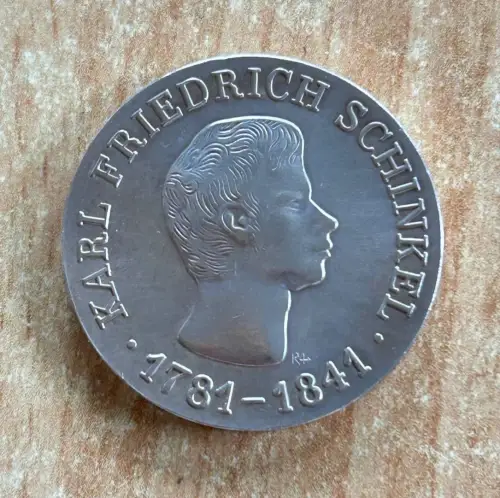 KARL FRIEDRICH SCHINKEL
· 1781-1841 ·